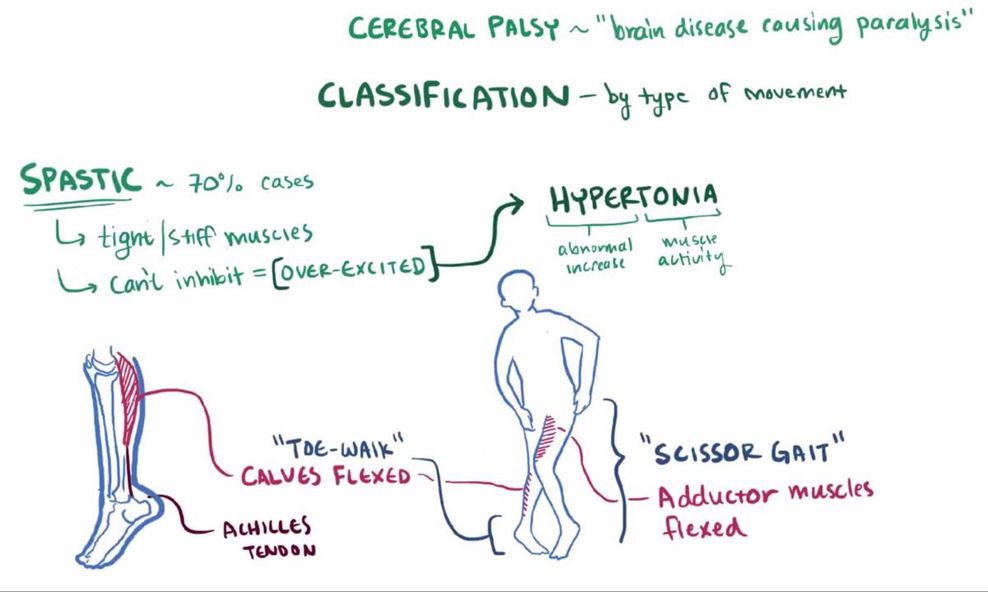 CEREBRAL PALSY ~ "brain disease causing paralysis"
CLASSIFICATION - by type of movement
SPASTIC ~ 70% cases
tight/stiff muscles
can't inhibit = [OVER-EXCITED]
HYPERTONIA
abnormal
increase
muscle
activity
"TOE-WALK"
CALVES FLEXED
ACHILLES
TENDON
"SCISSOR GAIT"
Adductor muscles
flexed